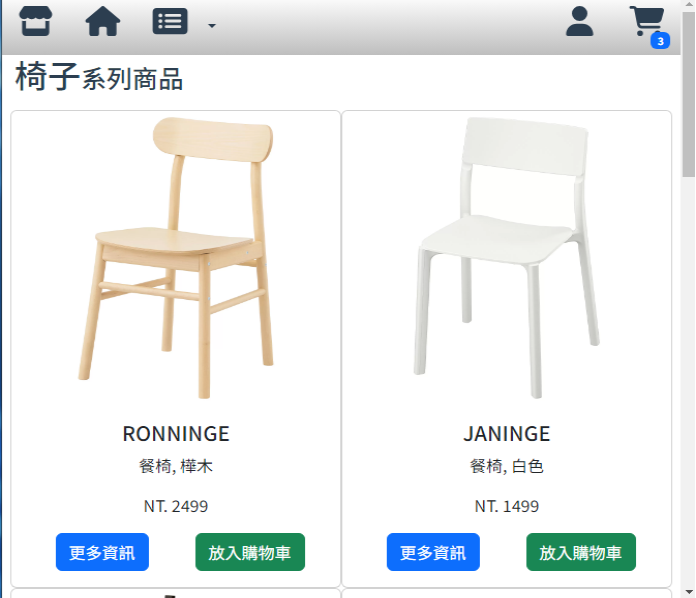 3
椅子系列商品
RONNINGE
餐椅, 樺木
NT. 2499
更多資訊 放入購物車
JANINGE
餐椅, 白色
NT. 1499
更多資訊 放入購物車